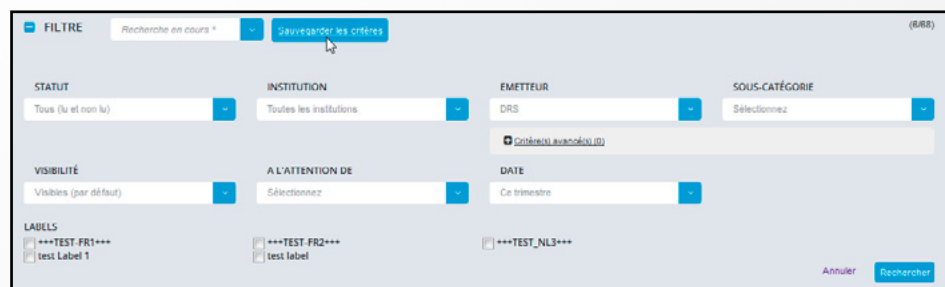 FILTRE Recherche en cours * Sauvegarder les critères (6/68)
STATUT INSTITUTION EMETTEUR SOUS-CATÉGORIE
Tous (lu et non lu) Toutes les institutions DRS Sélectionnez
Critère(s) avancé(s) (0)
VISIBILITÉ A L'ATTENTION DE DATE
Visibles (par défaut) Sélectionnez Ce trimestre
LABELS
+++TEST-FR1+++ +++TEST-FR2+++ +++TEST_NL3+++
test Label 1 test label
Annuler Rechercher